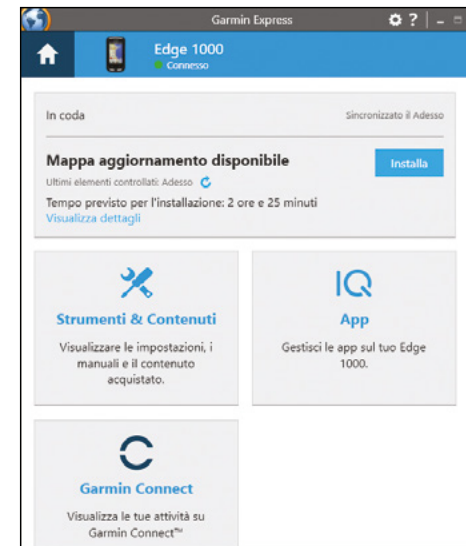 Garmin Express
Edge 1000
Connesso
In coda
Sincronizzato il Adesso
Mappa aggiornamento disponibile
Installa
Ultimi elementi controllati: Adesso
Tempo previsto per l'installazione: 2 ore e 25 minuti
Visualizza dettagli
Strumenti & Contenuti
Visualizzare le impostazioni, i
manuali e il contenuto
acquistato.
IQ
App
Gestisci le app sul tuo Edge
1000.
Garmin Connect
Visualizza le tue attività su
Garmin Connect™